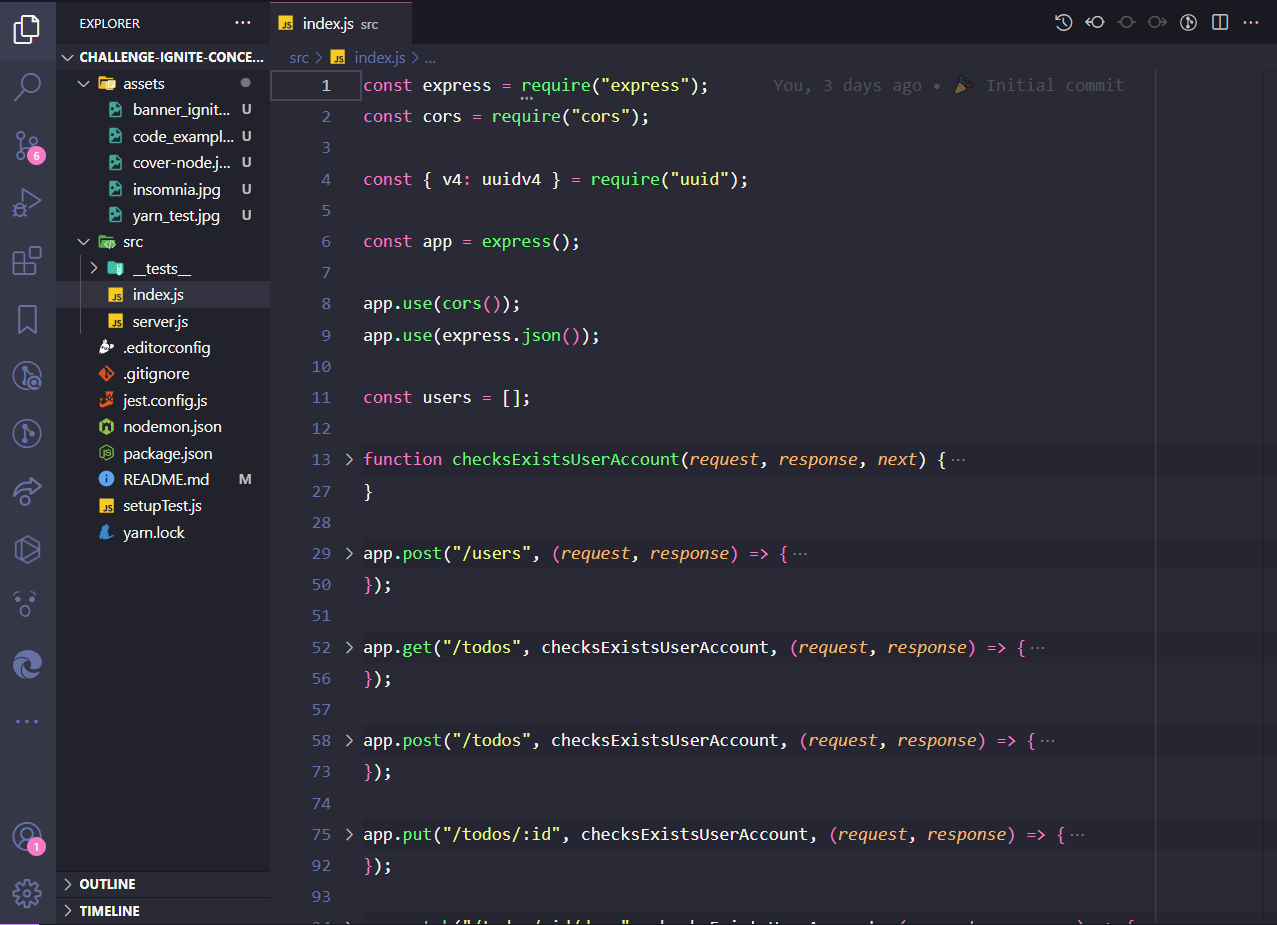 EXPLORER
CHALLENGE-IGNITE-CONCE...
assets
banner_ignit... U
code_exampl... U
cover-node.j... U
insomnia.jpg U
yarn_test.jpg U
src
__tests__
index.js
server.js
.editorconfig
.gitignore
jest.config.js
nodemon.json
package.json
README.md M
setupTest.js
yarn.lock
OUTLINE
TIMELINE
6
1
index.js src
src > index.js > ...
1 const express = require("express"); You, 3 days ago • 🎉 Initial commit
2 const cors = require("cors");
3
4 const { v4: uuidv4 } = require("uuid");
5
6 const app = express();
7
8 app.use(cors());
9 app.use(express.json());
10
11 const users = [];
12
13 function checksExistsUserAccount(request, response, next) { ...
27 }
28
29 app.post("/users", (request, response) => { ...
50 });
51
52 app.get("/todos", checksExistsUserAccount, (request, response) => { ...
56 });
57
58 app.post("/todos", checksExistsUserAccount, (request, response) => { ...
73 });
74
75 app.put("/todos/:id", checksExistsUserAccount, (request, response) => { ...
92 });
93